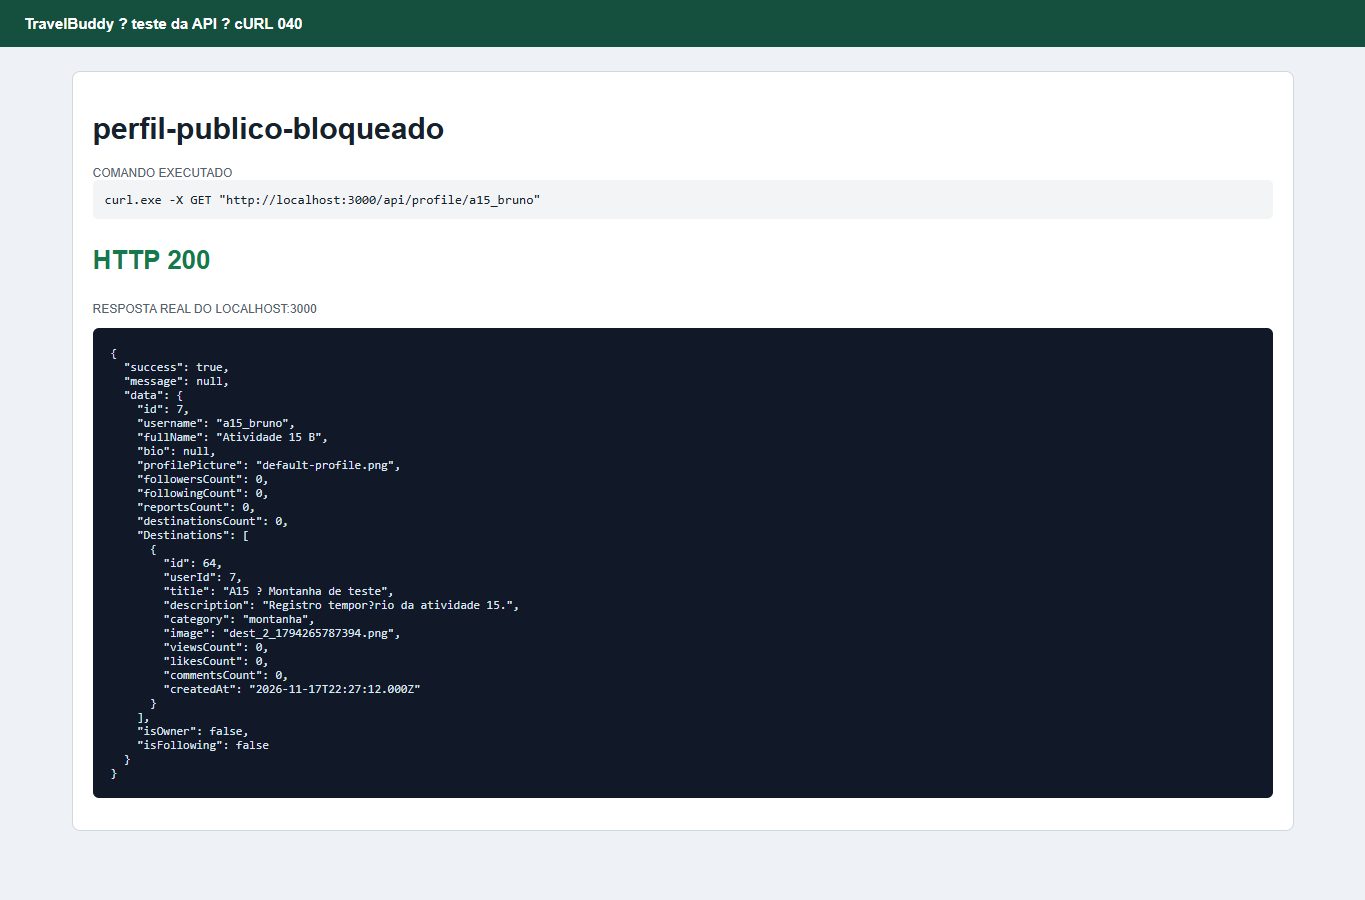 TravelBuddy ? teste da API ? cURL 040
perfil-publico-bloqueado
COMANDO EXECUTADO
curl.exe -X GET "http://localhost:3000/api/profile/a15_bruno"
HTTP 200
RESPOSTA REAL DO LOCALHOST:3000
{
  "success": true,
  "message": null,
  "data": {
    "id": 7,
    "username": "a15_bruno",
    "fullName": "Atividade 15 B",
    "bio": null,
    "profilePicture": "default-profile.png",
    "followersCount": 0,
    "followingCount": 0,
    "reportsCount": 0,
    "destinationsCount": 0,
    "Destinations": [
      {
        "id": 64,
        "userId": 7,
        "title": "A15 ? Montanha de teste",
        "description": "Registro tempor?rio da atividade 15.",
        "category": "montanha",
        "image": "dest_2_1794265787394.png",
        "viewsCount": 0,
        "likesCount": 0,
        "commentsCount": 0,
        "createdAt": "2026-11-17T22:27:12.000Z"
      }
    ],
    "isOwner": false,
    "isFollowing": false
  }
}